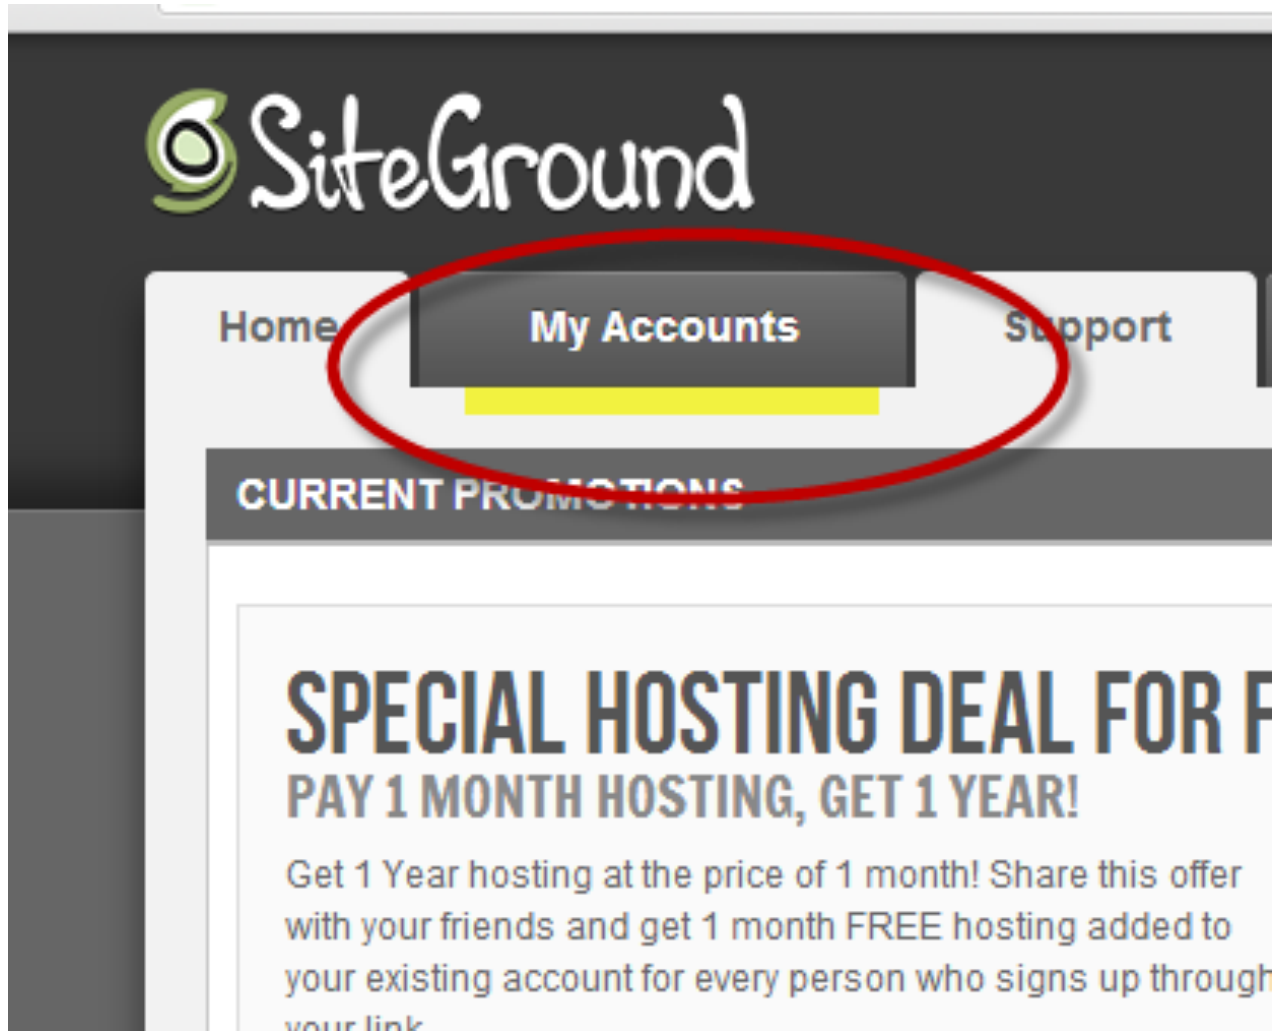 SiteGround
Home My Accounts Support
CURRENT PROMOTIONS
SPECIAL HOSTING DEAL FOR
PAY 1 MONTH HOSTING, GET 1 YEAR!
Get 1 Year hosting at the price of 1 month! Share this offer
with your friends and get 1 month FREE hosting added to
your existing account for every person who signs up through
your link